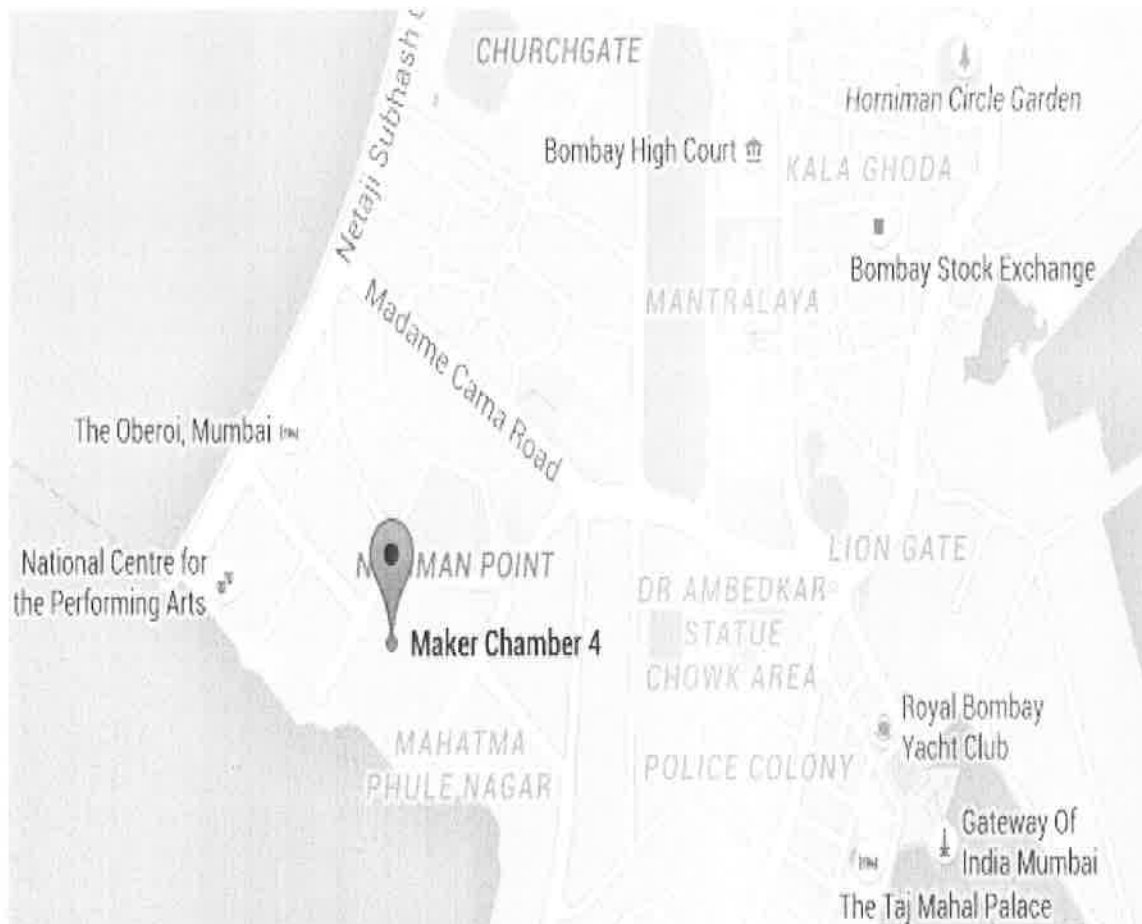 CHURCHGATE
Horniman Circle Garden
Netaji Subhash
Bombay High Court
KALA GHODA
Bombay Stock Exchange
MANTRALAYA
Madame Cama Road
The Oberoi, Mumbai
National Centre for
the Performing Arts
MAN POINT
LION GATE
DR AMBEDKAR
STATUE
CHOWK AREA
Maker Chamber 4
Royal Bombay
Yacht Club
MAHATMA
PHULE NAGAR
POLICE COLONY
Gateway Of
India Mumbai
The Taj Mahal Palace